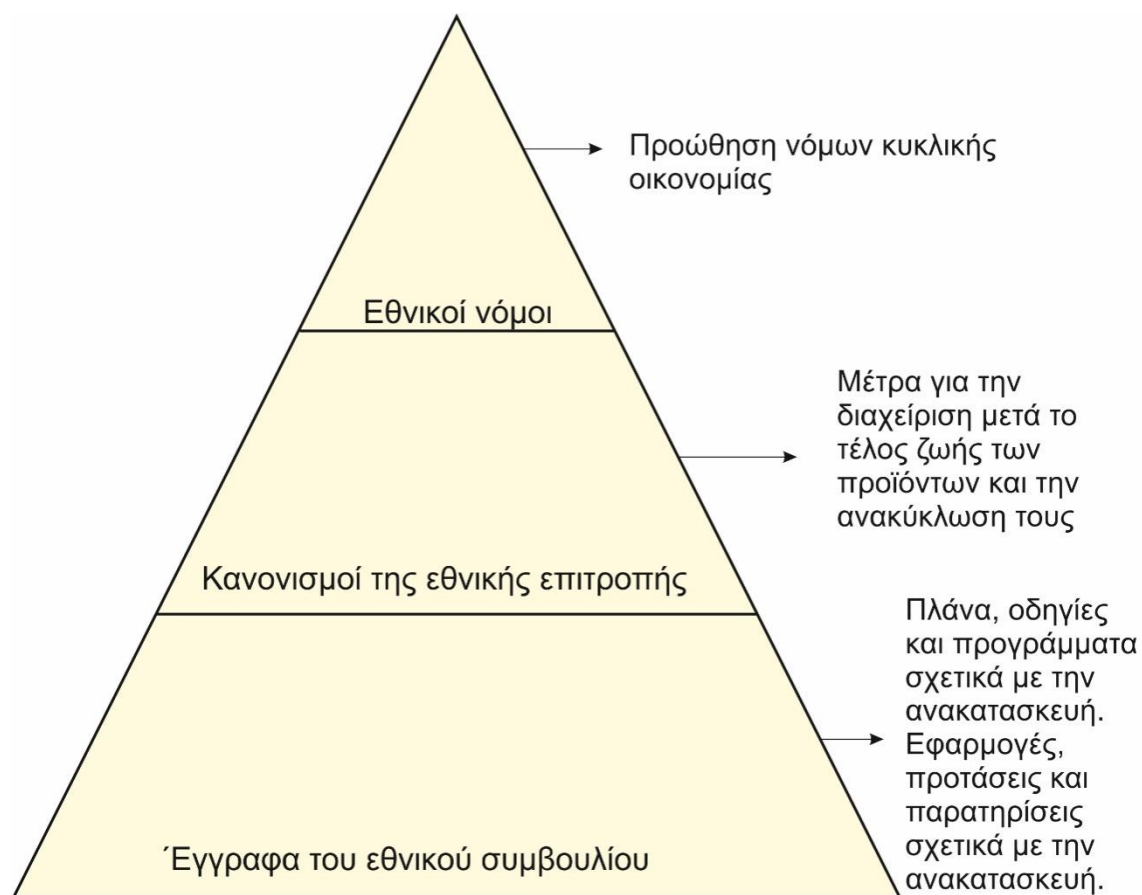 Προώθηση νόμων κυκλικής
οικονομίας
Εθνικοί νόμοι
Μέτρα για την
διαχείριση μετά το
τέλος ζωής των
προϊόντων και την
ανακύκλωση τους
Κανονισμοί της εθνικής επιτροπής
Πλάνα, οδηγίες
και προγράμματα
σχετικά με την
ανακατασκευή.
Εφαρμογές,
προτάσεις και
παρατηρίσεις
σχετικά με την
ανακατασκευή.
Έγγραφα του εθνικού συμβουλίου